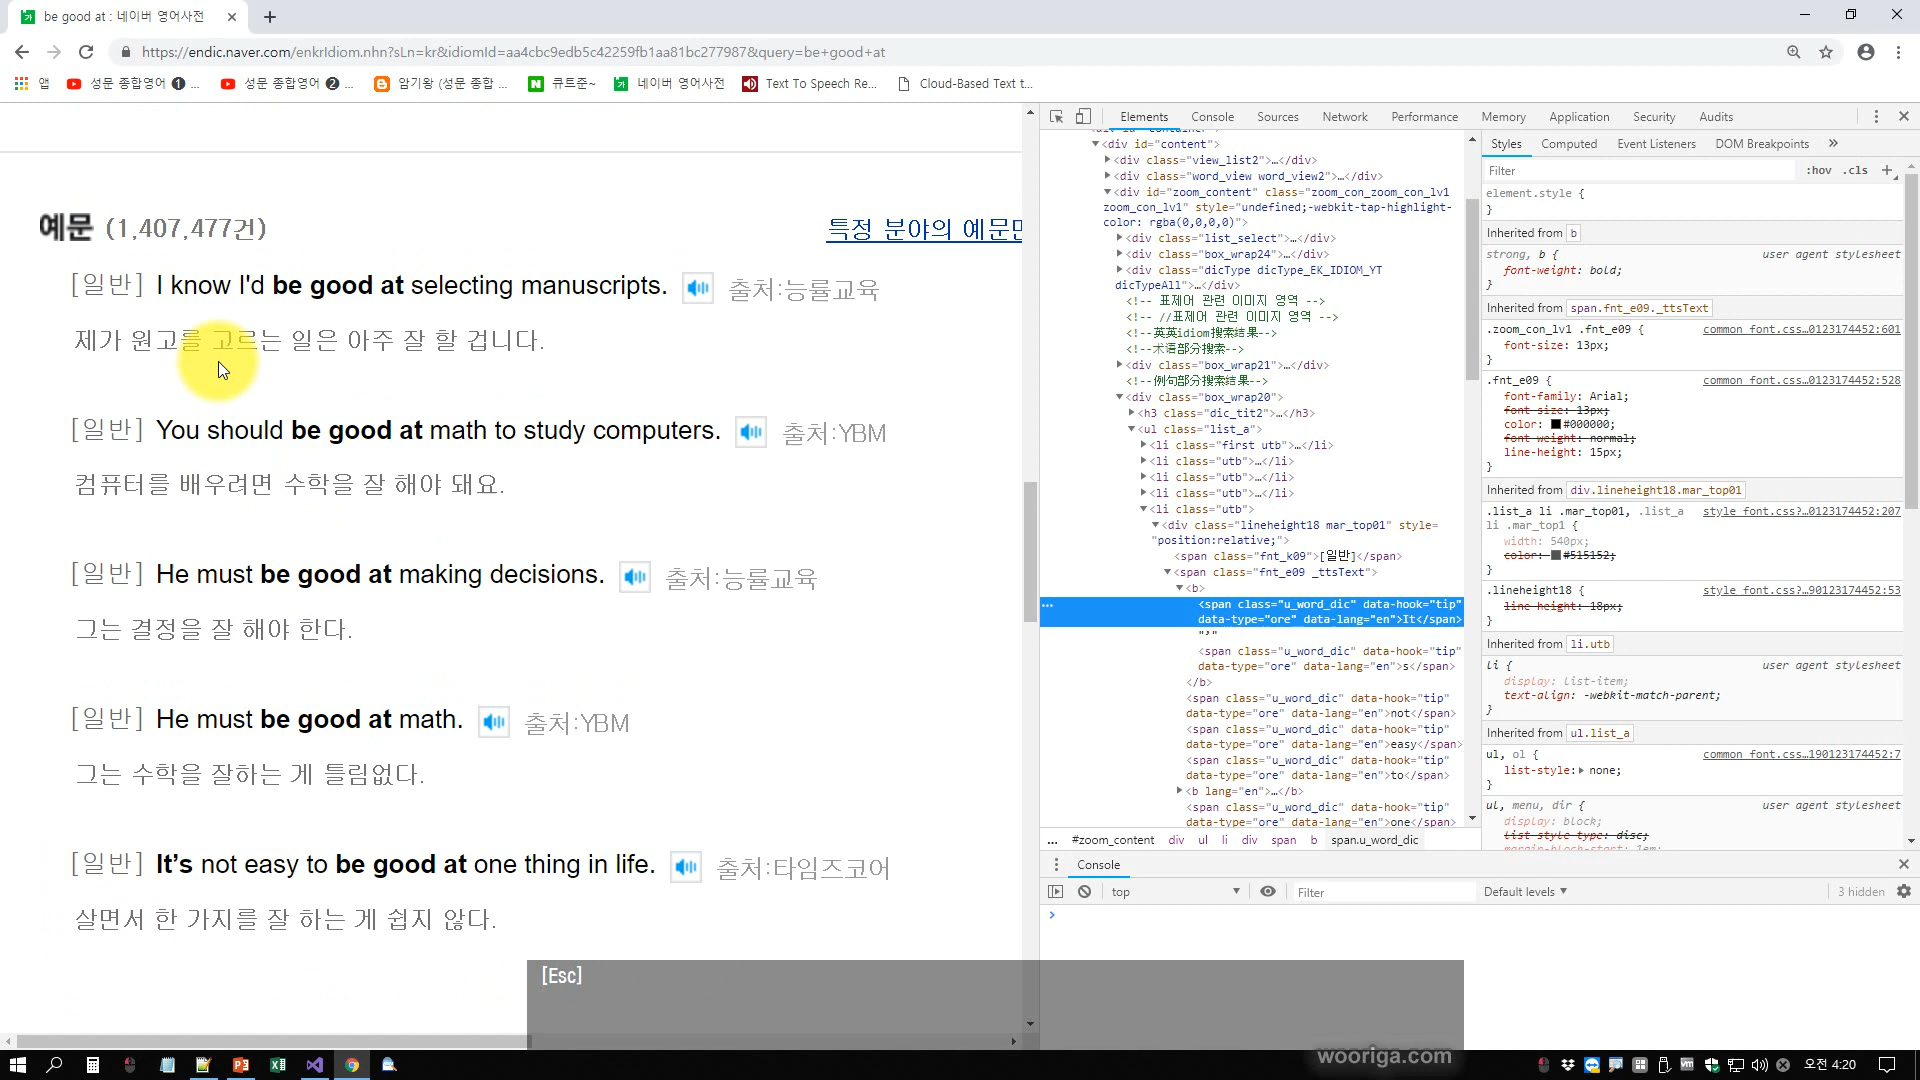 be good at : 네이버 영어사전
https://endic.naver.com/enkrIdiom.nhn?sLn=kr&idiomId=aa4cbc9edb5c42259fb1aa81bc277987&query=be+good+at
앱 성문 종합영어 ❶ ... 성문 종합영어 ❷ ... 암기왕 (성문 종합 ... 큐트준~ 네이버 영어사전 Text To Speech Re... Cloud-Based Text t...
예문 (1,407,477건)
특정 분야의 예문만
[일반] I know I'd be good at selecting manuscripts. 출처:능률교육
제가 원고를 고르는 일은 아주 잘 할 겁니다.
[일반] You should be good at math to study computers. 출처:YBM
컴퓨터를 배우려면 수학을 잘 해야 돼요.
[일반] He must be good at making decisions. 출처:능률교육
그는 결정을 잘 해야 한다.
[일반] He must be good at math. 출처:YBM
그는 수학을 잘하는 게 틀림없다.
[일반] It’s not easy to be good at one thing in life. 출처:타임즈코어
살면서 한 가지를 잘 하는 게 쉽지 않다.
Elements Console Sources Network Performance Memory Application Security Audits
<div id="content">
<div class="view_list2">…</div>
<div class="word_view word_view2">…</div>
<div id="zoom_content" class="zoom_con_zoom_con_lv1
zoom_con_lv1" style="undefined;-webkit-tap-highlight-
color: rgba(0,0,0,0)">
<div class="list_select">…</div>
<div class="box_wrap24">…</div>
<div class="dicType dicType_EK_IDIOM_YT
dicTypeAll">…</div>
<!-- 표제어 관련 이미지 영역 -->
<!-- //표제어 관련 이미지 영역 -->
<!--英英idiom搜索结果-->
<!--术语部分搜索-->
<div class="box_wrap21">…</div>
<!--例句部分搜索结果-->
<div class="box_wrap20">
<h3 class="dic_tit2">…</h3>
<ul class="list_a">
<li class="first utb">…</li>
<li class="utb">…</li>
<li class="utb">…</li>
<li class="utb">…</li>
<li class="utb">
<div class="lineheight18 mar_top01" style=
"position:relative;">
<span class="fnt_k09">[일반]</span>
<span class="fnt_e09 _ttsText">
<b>
<span class="u_word_dic" data-hook="tip"
data-type="ore" data-lang="en">It</span>
"’"
<span class="u_word_dic" data-hook="tip"
data-type="ore" data-lang="en">s</span>
</b>
<span class="u_word_dic" data-hook="tip"
data-type="ore" data-lang="en">not</span>
<span class="u_word_dic" data-hook="tip"
data-type="ore" data-lang="en">easy</span>
<span class="u_word_dic" data-hook="tip"
data-type="ore" data-lang="en">to</span>
<b lang="en">…</b>
<span class="u_word_dic" data-hook="tip"
data-type="ore" data-lang="en">one</span>
... #zoom_content div ul li div span b span.u_word_dic
Styles Computed Event Listeners DOM Breakpoints »
Filter :hov .cls +
element.style {
}
Inherited from b
strong, b { user agent stylesheet
font-weight: bold;
}
Inherited from span.fnt_e09._ttsText
.zoom_con_lv1 .fnt_e09 { common_font.css…0123174452:601
font-size: 13px;
}
.fnt_e09 { common_font.css…0123174452:528
font-family: Arial;
font-size: 13px;
color: #000000;
font-weight: normal;
line-height: 15px;
}
Inherited from div.lineheight18.mar_top01
.list_a li .mar_top01, .list_a style_font.css?…0123174452:207
li .mar_top1 {
width: 540px;
color: #515152;
}
.lineheight18 { style_font.css?…90123174452:53
line-height: 18px;
}
Inherited from li.utb
li { user agent stylesheet
display: list-item;
text-align: -webkit-match-parent;
}
Inherited from ul.list_a
ul, ol { common_font.css…190123174452:7
list-style: none;
}
ul, menu, dir { user agent stylesheet
display: block;
list-style-type: disc;
Console
top Filter Default levels 3 hidden
[Esc]
wooriga.com
오전 4:20